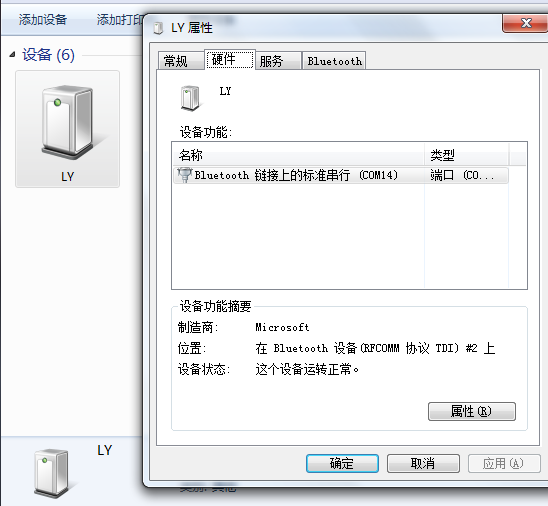 添加设备 添加打印
设备 (6)
LY
LY 属性
常规 硬件 服务 Bluetooth
LY
设备功能:
名称 类型
Bluetooth 链接上的标准串行 (COM14) 端口 (CO...
设备功能摘要
制造商: Microsoft
位置: 在 Bluetooth 设备(RFCOMM 协议 TDI) #2 上
设备状态: 这个设备运转正常。
属性(R)
确定 取消 应用(A)
LY